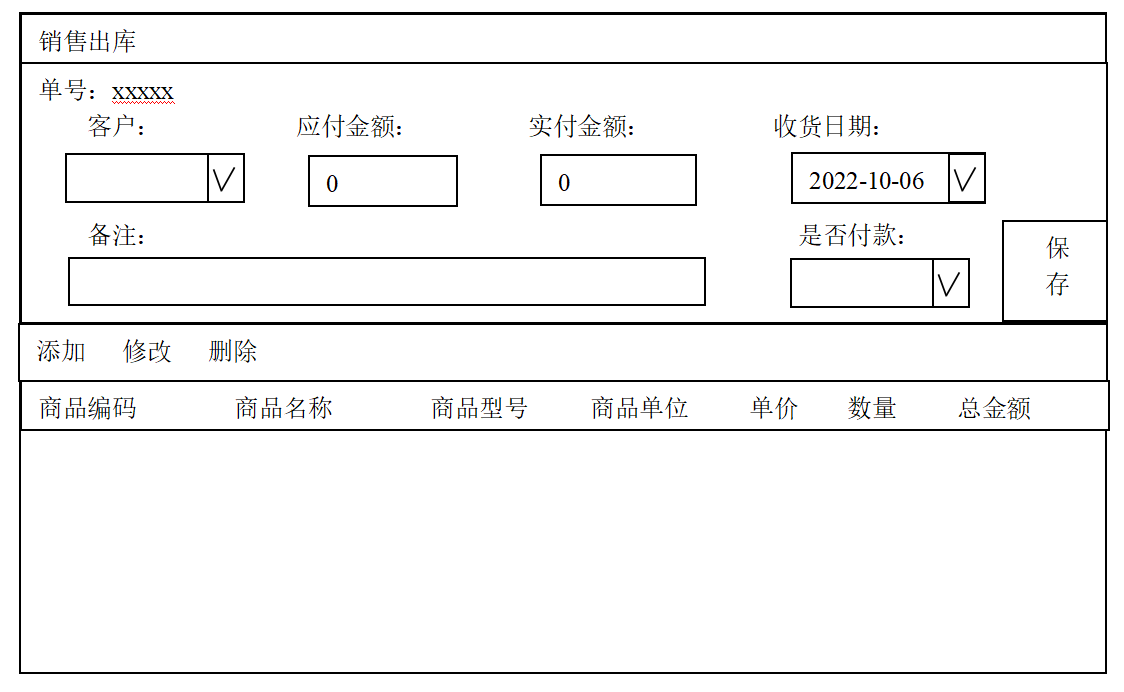 销售出库
单号：xxxxx
客户： 应付金额： 实付金额： 收货日期：
0 0 2022-10-06
备注： 是否付款：
保
存
添加 修改 删除
商品编码 商品名称 商品型号 商品单位 单价 数量 总金额